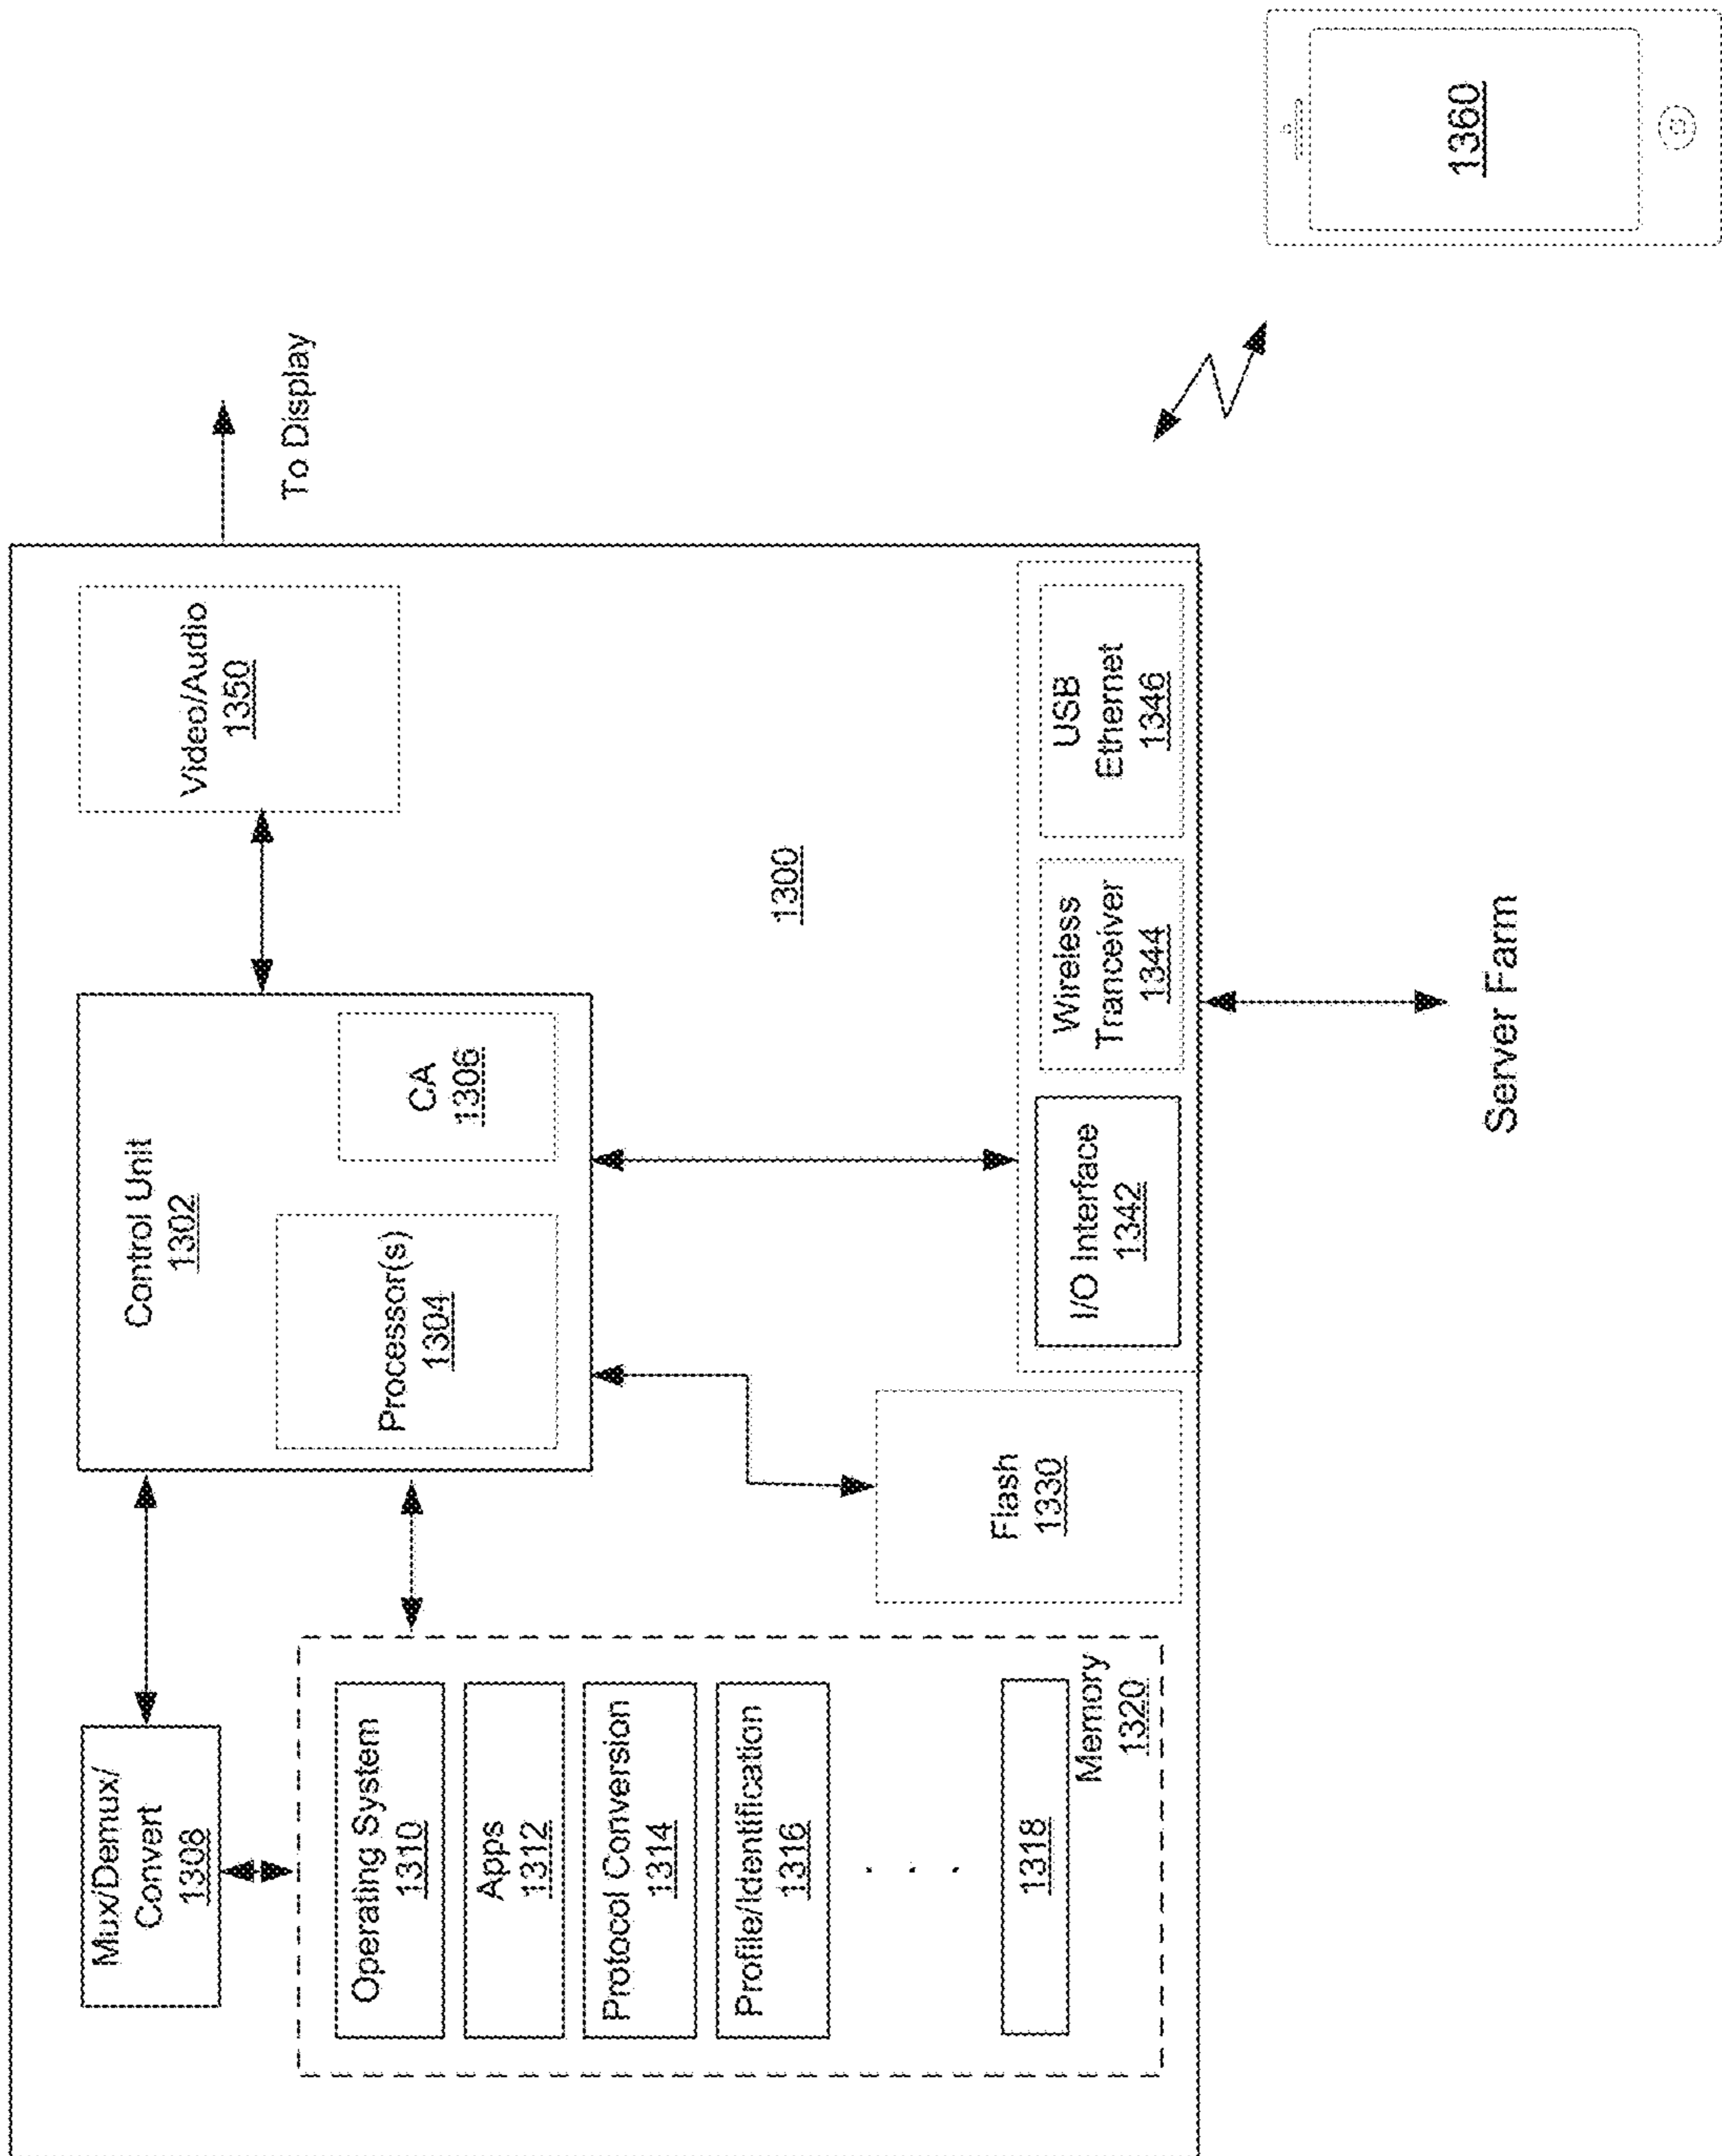 Mux/Demux/
Convert
1308
Control Unit
1302
Processor(s)
1304
CA
1306
Video/Audio
1350
To Display
Operating System
1310
Apps
1312
Protocol Conversion
1314
Profile/Identification
1316
. . .
1318
Memory
1320
Flash
1330
1300
I/O Interface
1342
Wireless
Tranceiver
1344
USB
Ethernet
1346
Server Farm
1360